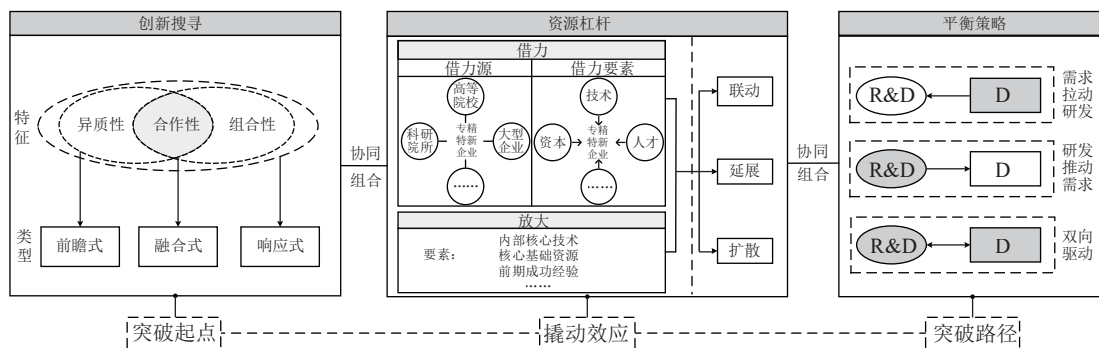 创新搜寻
特征
异质性
合作性
组合性
类型
前瞻式
融合式
响应式
突破起点
协同
组合
资源杠杆
借力
借力源
借力要素
高等
院校
科研
院所
专精
特新
企业
大型
企业
……
技术
资本
专精
特新
企业
人才
……
放大
要素：
内部核心技术
核心基础资源
前期成功经验
……
联动
延展
扩散
撬动效应
协同
组合
平衡策略
R&D
D
需求
拉动
研发
R&D
D
研发
推动
需求
R&D
D
双向
驱动
突破路径